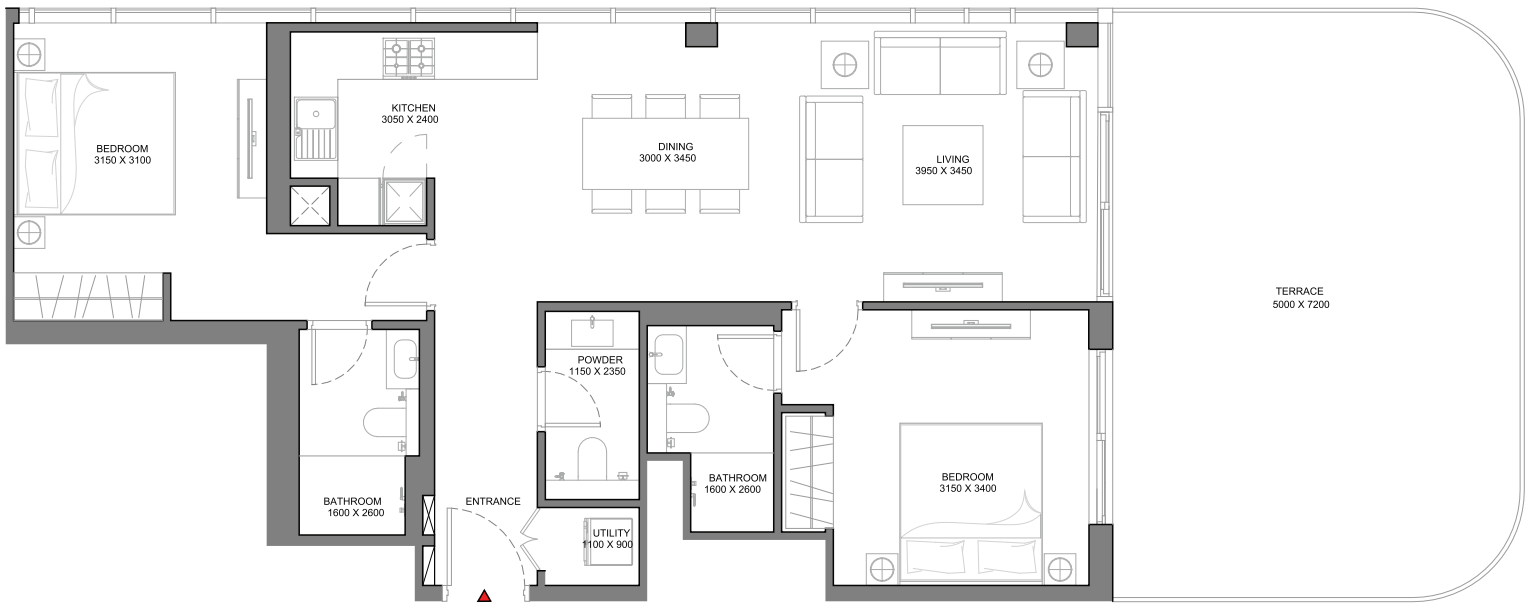 KITCHEN
3050 X 2400
BEDROOM
3150 X 3100
DINING
3000 X 3450
LIVING
3950 X 3450
TERRACE
5000 X 7200
POWDER
1150 X 2350
BATHROOM
1600 X 2600
ENTRANCE
BATHROOM
1600 X 2600
BEDROOM
3150 X 3400
UTILITY
1100 X 900